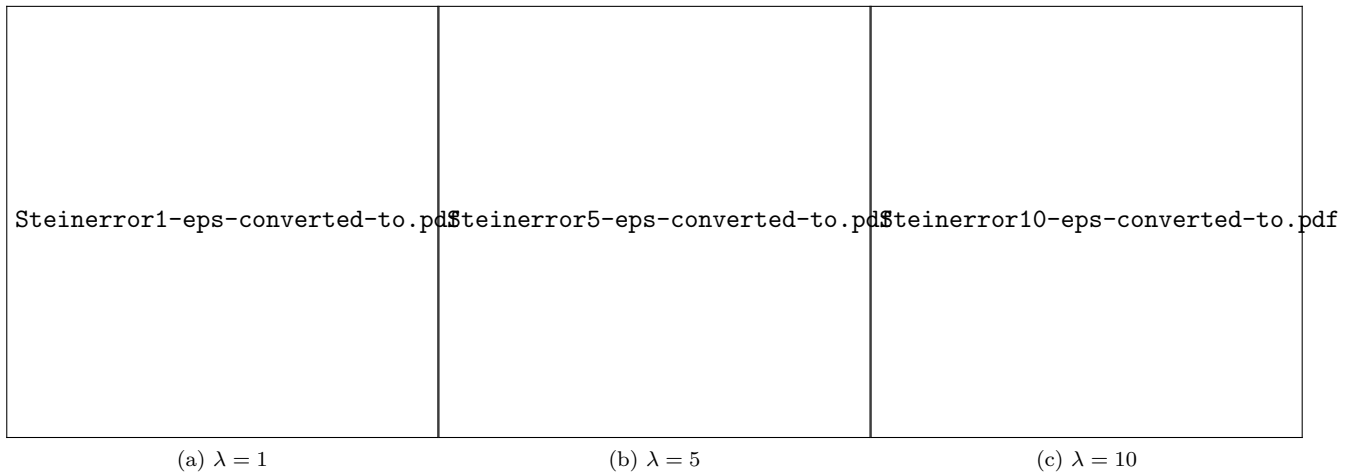 Steinerror1-eps-converted-to.pdf Steinerror5-eps-converted-to.pdf Steinerror10-eps-converted-to.pdf
(a) λ = 1 (b) λ = 5 (c) λ = 10